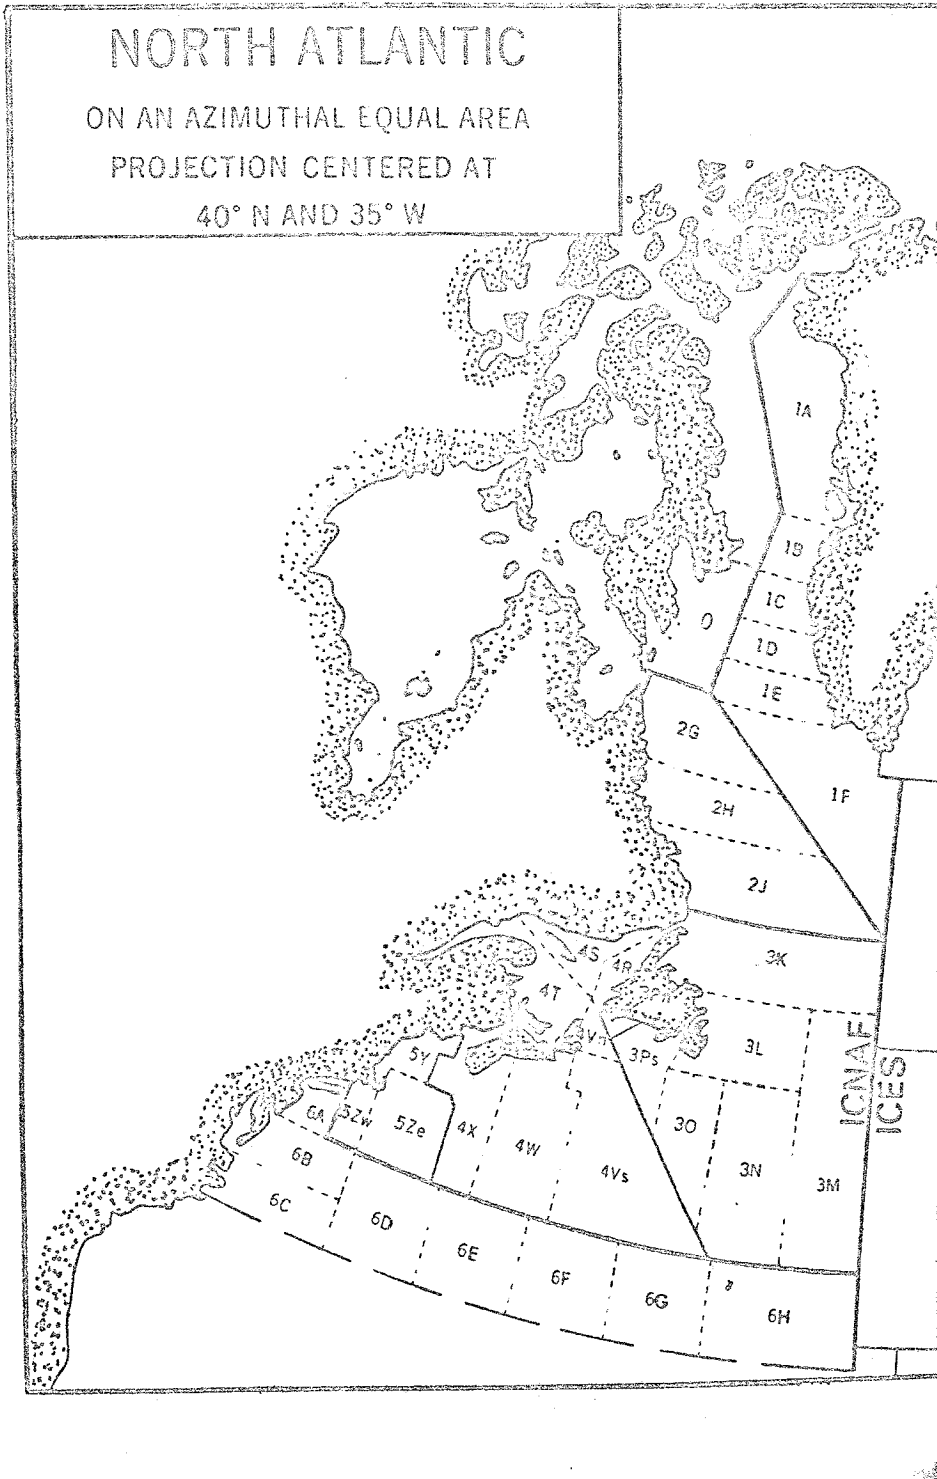 NORTH ATLANTIC
ON AN AZIMUTHAL EQUAL AREA
PROJECTION CENTERED AT
40° N AND 35° W
1A
1B
1C
0
1D
1E
2G
1F
2H
2J
4S
4R
3K
4T
3Ps
3L
5Y
ICNAF
ICES
6A
5Zw
5Ze
4X
4W
3O
6B
4Vs
3N
3M
6C
6D
6E
6F
6G
6H